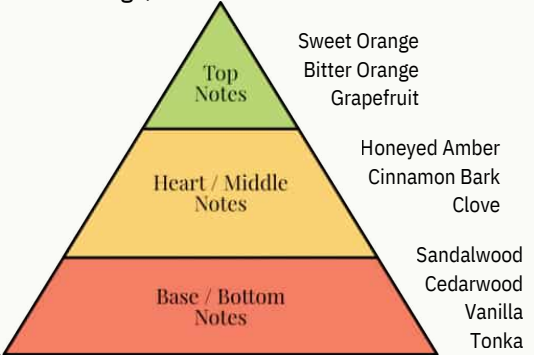 Sweet Orange
Bitter Orange
Grapefruit
Top
Notes
Honeyed Amber
Cinnamon Bark
Clove
Heart / Middle
Notes
Sandalwood
Cedarwood
Vanilla
Tonka
Base / Bottom
Notes